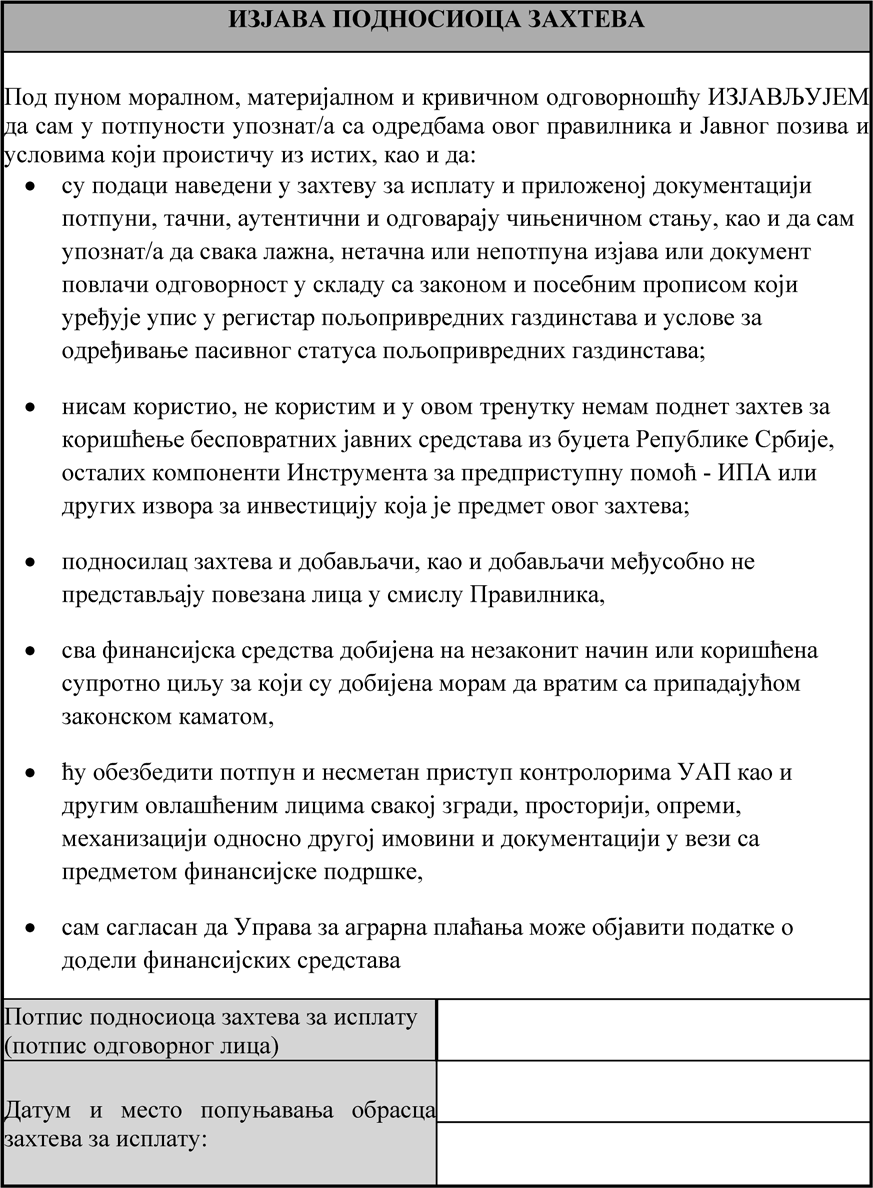 ИЗЈАВА ПОДНОСИОЦА ЗАХТЕВА
Под пуном моралном, материјалном и кривичном одговорношћу ИЗЈАВЉУЈЕМ
да сам у потпуности упознат/а са одредбама овог правилника и Јавног позива и
условима који проистичу из истих, као и да:
• су подаци наведени у захтеву за исплату и приложеној документацији
потпуни, тачни, аутентични и одговарају чињеничном стању, као и да сам
упознат/а да свака лажна, нетачна или непотпуна изјава или документ
повлачи одговорност у складу са законом и посебним прописом који
уређује упис у регистар пољопривредних газдинстава и услове за
одређивање пасивног статуса пољопривредних газдинстава;
• нисам користио, не користим и у овом тренутку немам поднет захтев за
коришћење бесповратних јавних средстава из буџета Републике Србије,
осталих компоненти Инструмента за предприступну помоћ - ИПА или
других извора за инвестицију која је предмет овог захтева;
• подносилац захтева и добављачи, као и добављачи међусобно не
представљају повезана лица у смислу Правилника,
• сва финансијска средства добијена на незаконит начин или коришћена
супротно циљу за који су добијена морам да вратим са припадајућом
законском каматом,
• ћу обезбедити потпун и несметан приступ контролорима УАП као и
другим овлашћеним лицима свакој згради, просторији, опреми,
механизацији односно другој имовини и документацији у вези са
предметом финансијске подршке,
• сам сагласан да Управа за аграрна плаћања може објавити податке о
додели финансијских средстава
Потпис подносиоца захтева за исплату
(потпис одговорног лица)
Датум и место попуњавања обрасца
захтева за исплату: